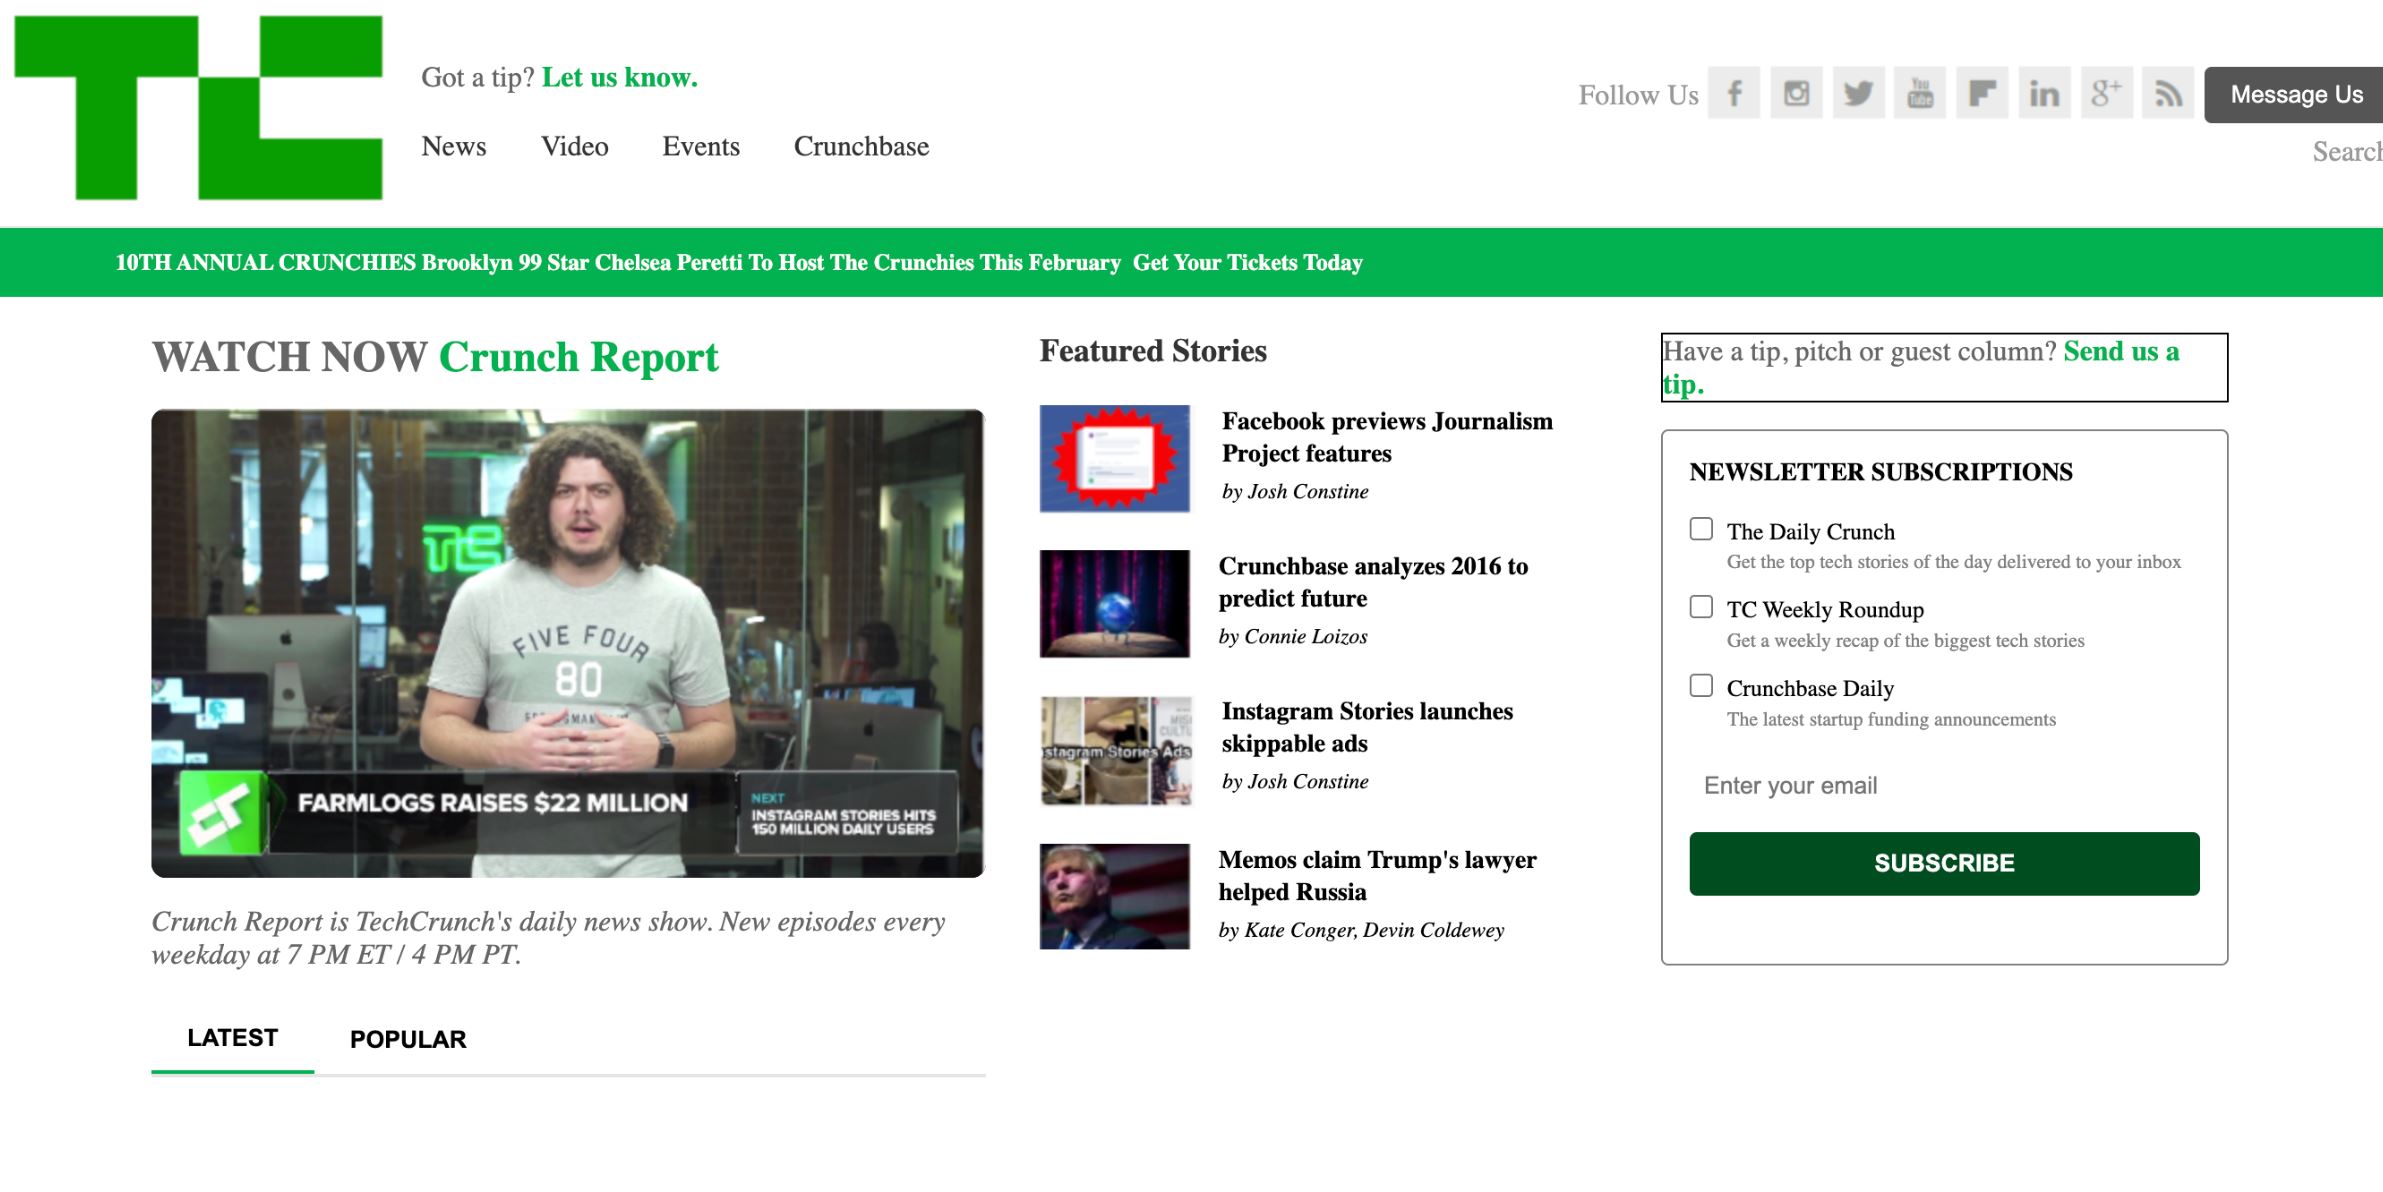 TC
Got a tip? Let us know.
News Video Events Crunchbase
Follow Us
You
Tube
in
g+
Message Us
Search
10TH ANNUAL CRUNCHIES Brooklyn 99 Star Chelsea Peretti To Host The Crunchies This February Get Your Tickets Today
WATCH NOW Crunch Report
TC
FIVE FOUR
80
FARMLOGS RAISES $22 MILLION
NEXT
INSTAGRAM STORIES HITS
150 MILLION DAILY USERS
Crunch Report is TechCrunch's daily news show. New episodes every
weekday at 7 PM ET / 4 PM PT.
LATEST POPULAR
Featured Stories
Facebook previews Journalism
Project features
by Josh Constine
Crunchbase analyzes 2016 to
predict future
by Connie Loizos
stagram Stories Ads
Instagram Stories launches
skippable ads
by Josh Constine
Memos claim Trump's lawyer
helped Russia
by Kate Conger, Devin Coldewey
Have a tip, pitch or guest column? Send us a
tip.
NEWSLETTER SUBSCRIPTIONS
The Daily Crunch
Get the top tech stories of the day delivered to your inbox
TC Weekly Roundup
Get a weekly recap of the biggest tech stories
Crunchbase Daily
The latest startup funding announcements
Enter your email
SUBSCRIBE